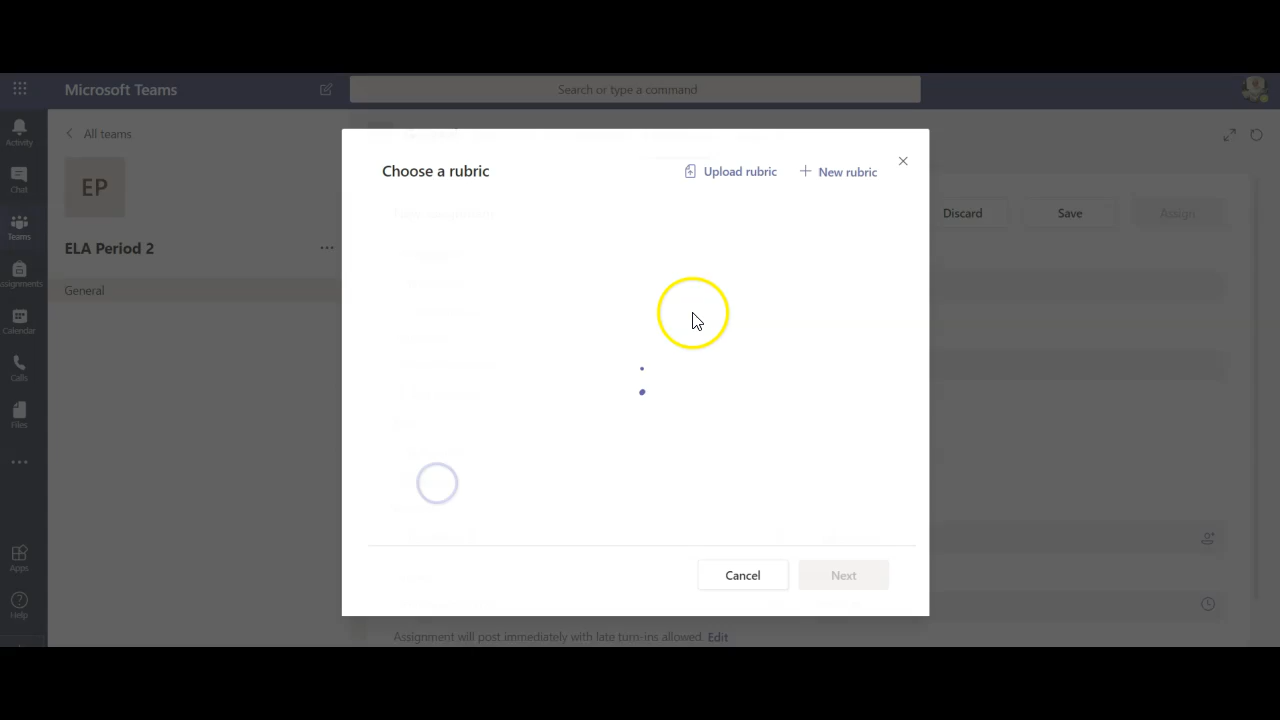 Microsoft Teams
Search or type a command
Activity
Chat
Teams
ssignments
Calendar
Calls
Files
Apps
Help
All teams
EP
ELA Period 2
General
Choose a rubric
Upload rubric
New rubric
Discard
Save
Assign
Cancel
Next
Assignment will post immediately with late turn-ins allowed. Edit